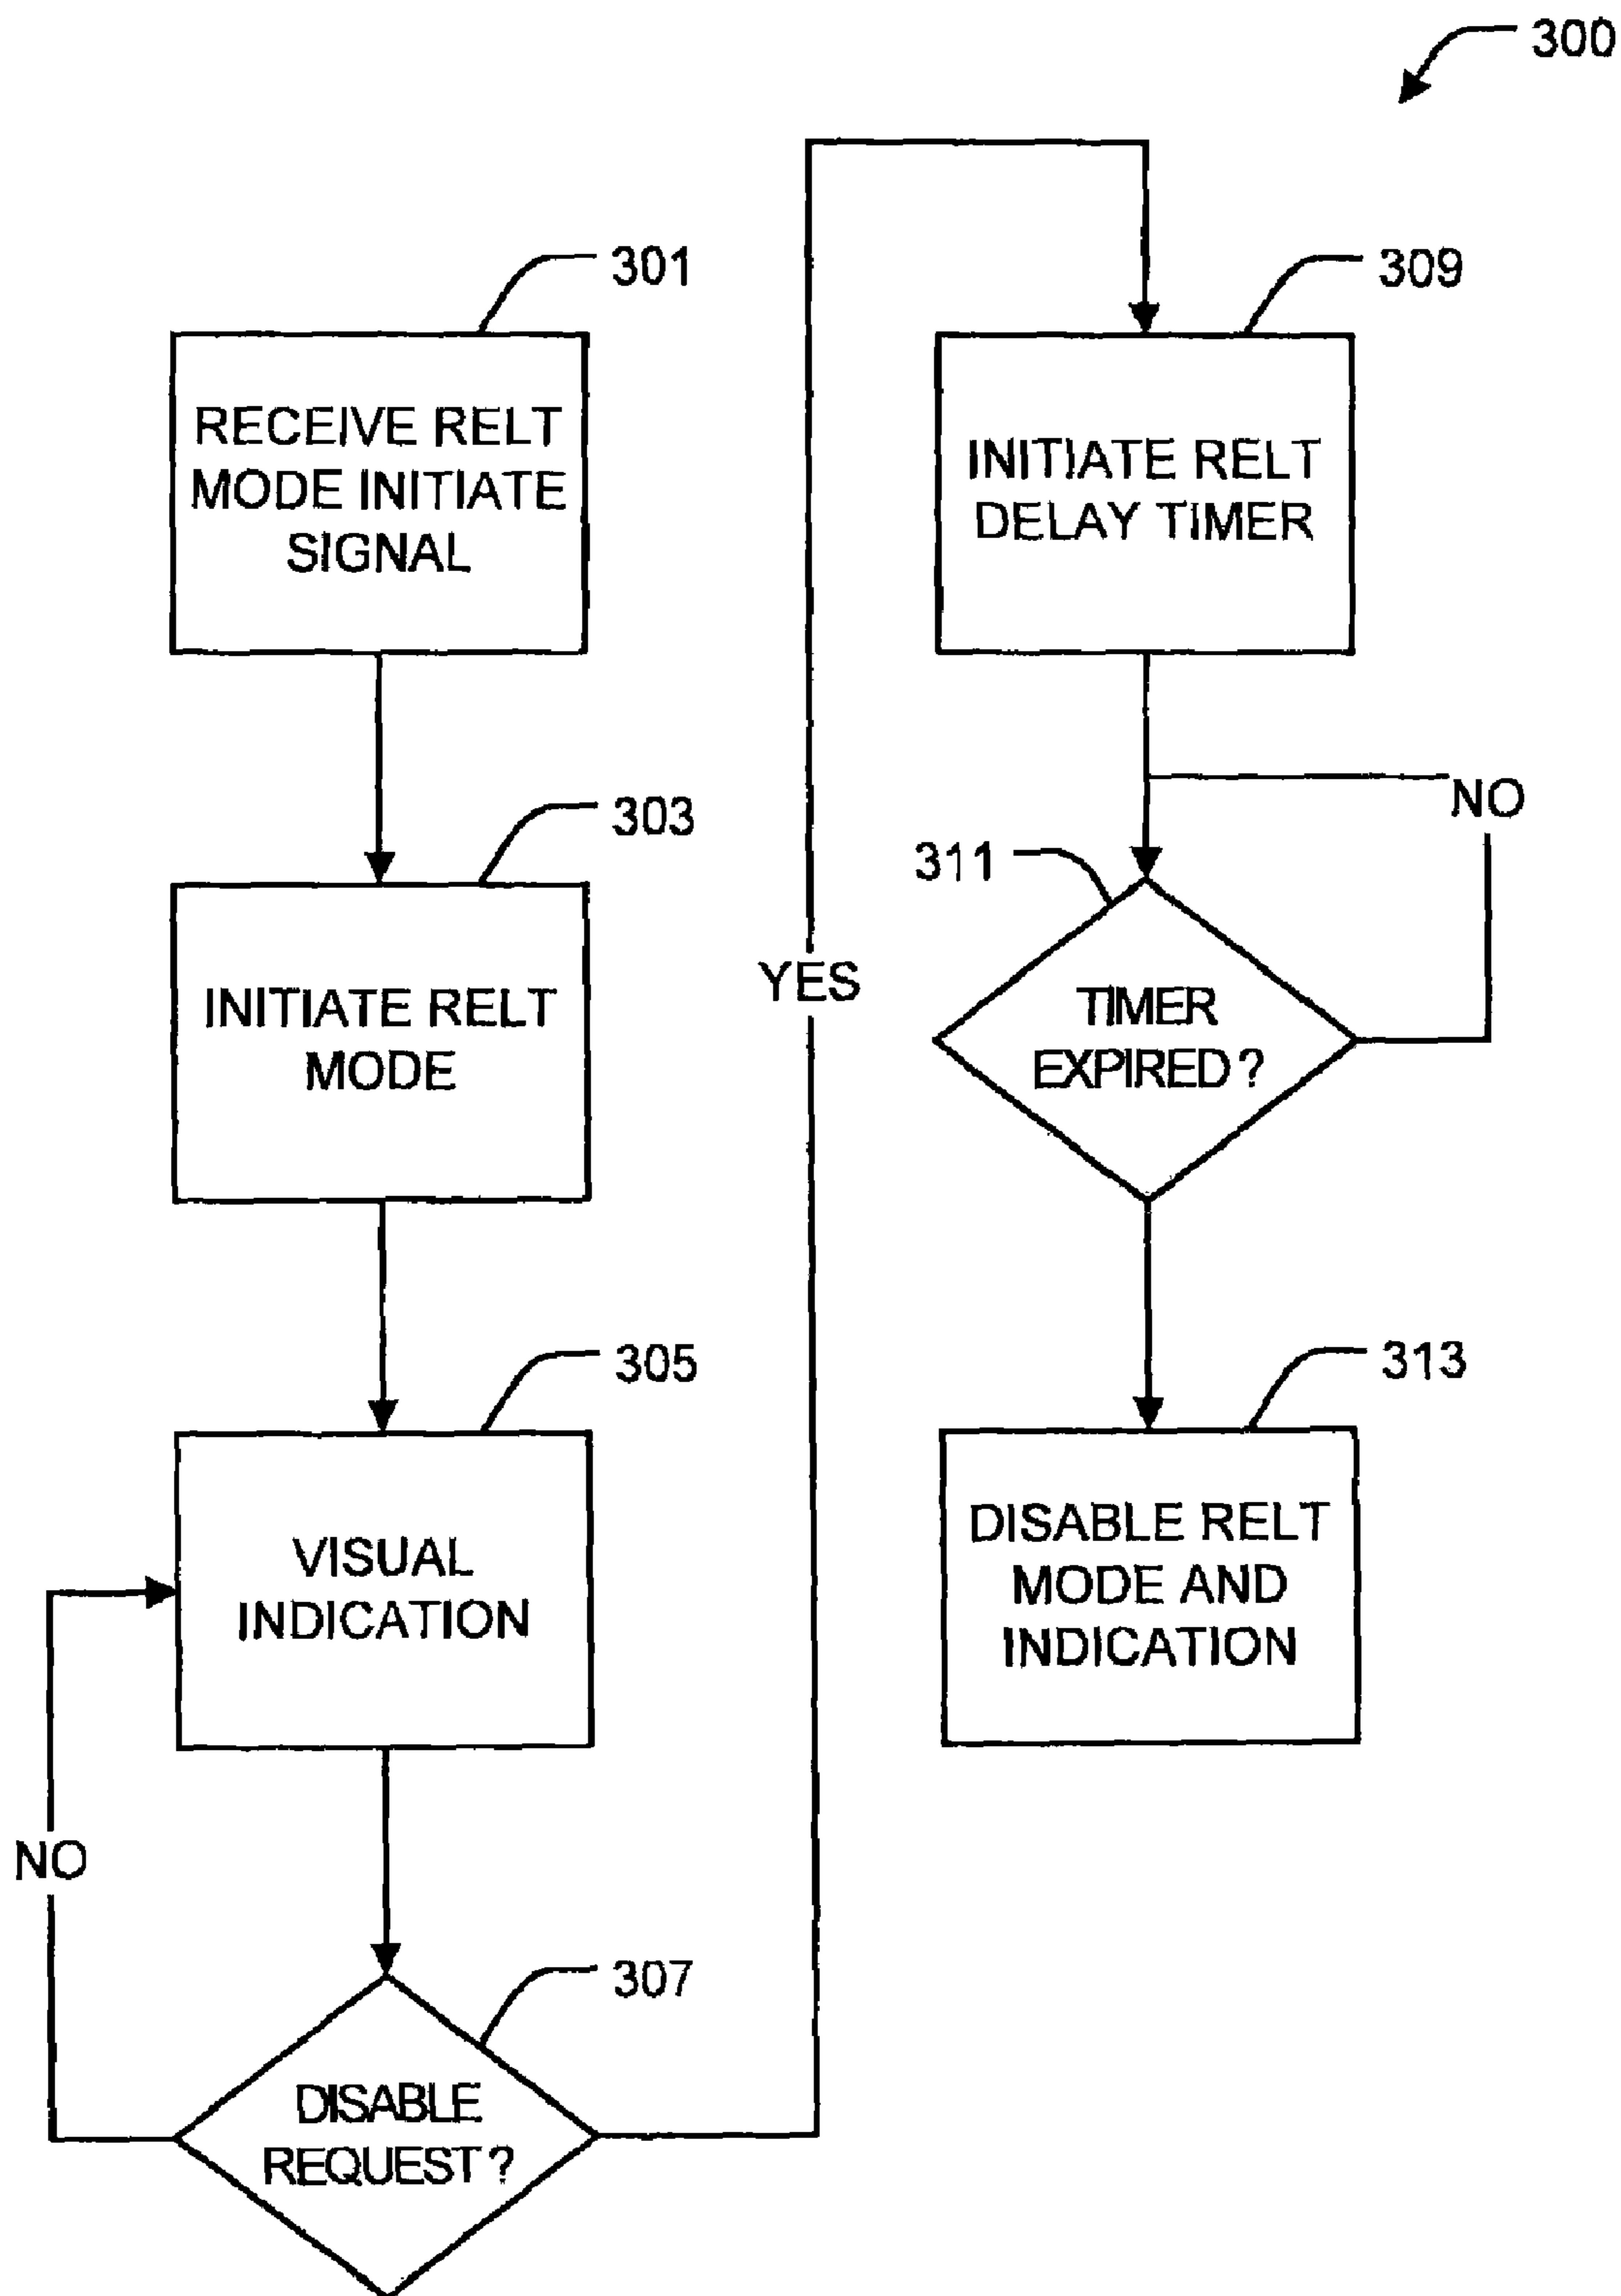 300
301
RECEIVE RELT
MODE INITIATE
SIGNAL
303
INITIATE RELT
MODE
305
VISUAL
INDICATION
NO
307
DISABLE
REQUEST?
YES
309
INITIATE RELT
DELAY TIMER
NO
311
TIMER
EXPIRED?
313
DISABLE RELT
MODE AND
INDICATION